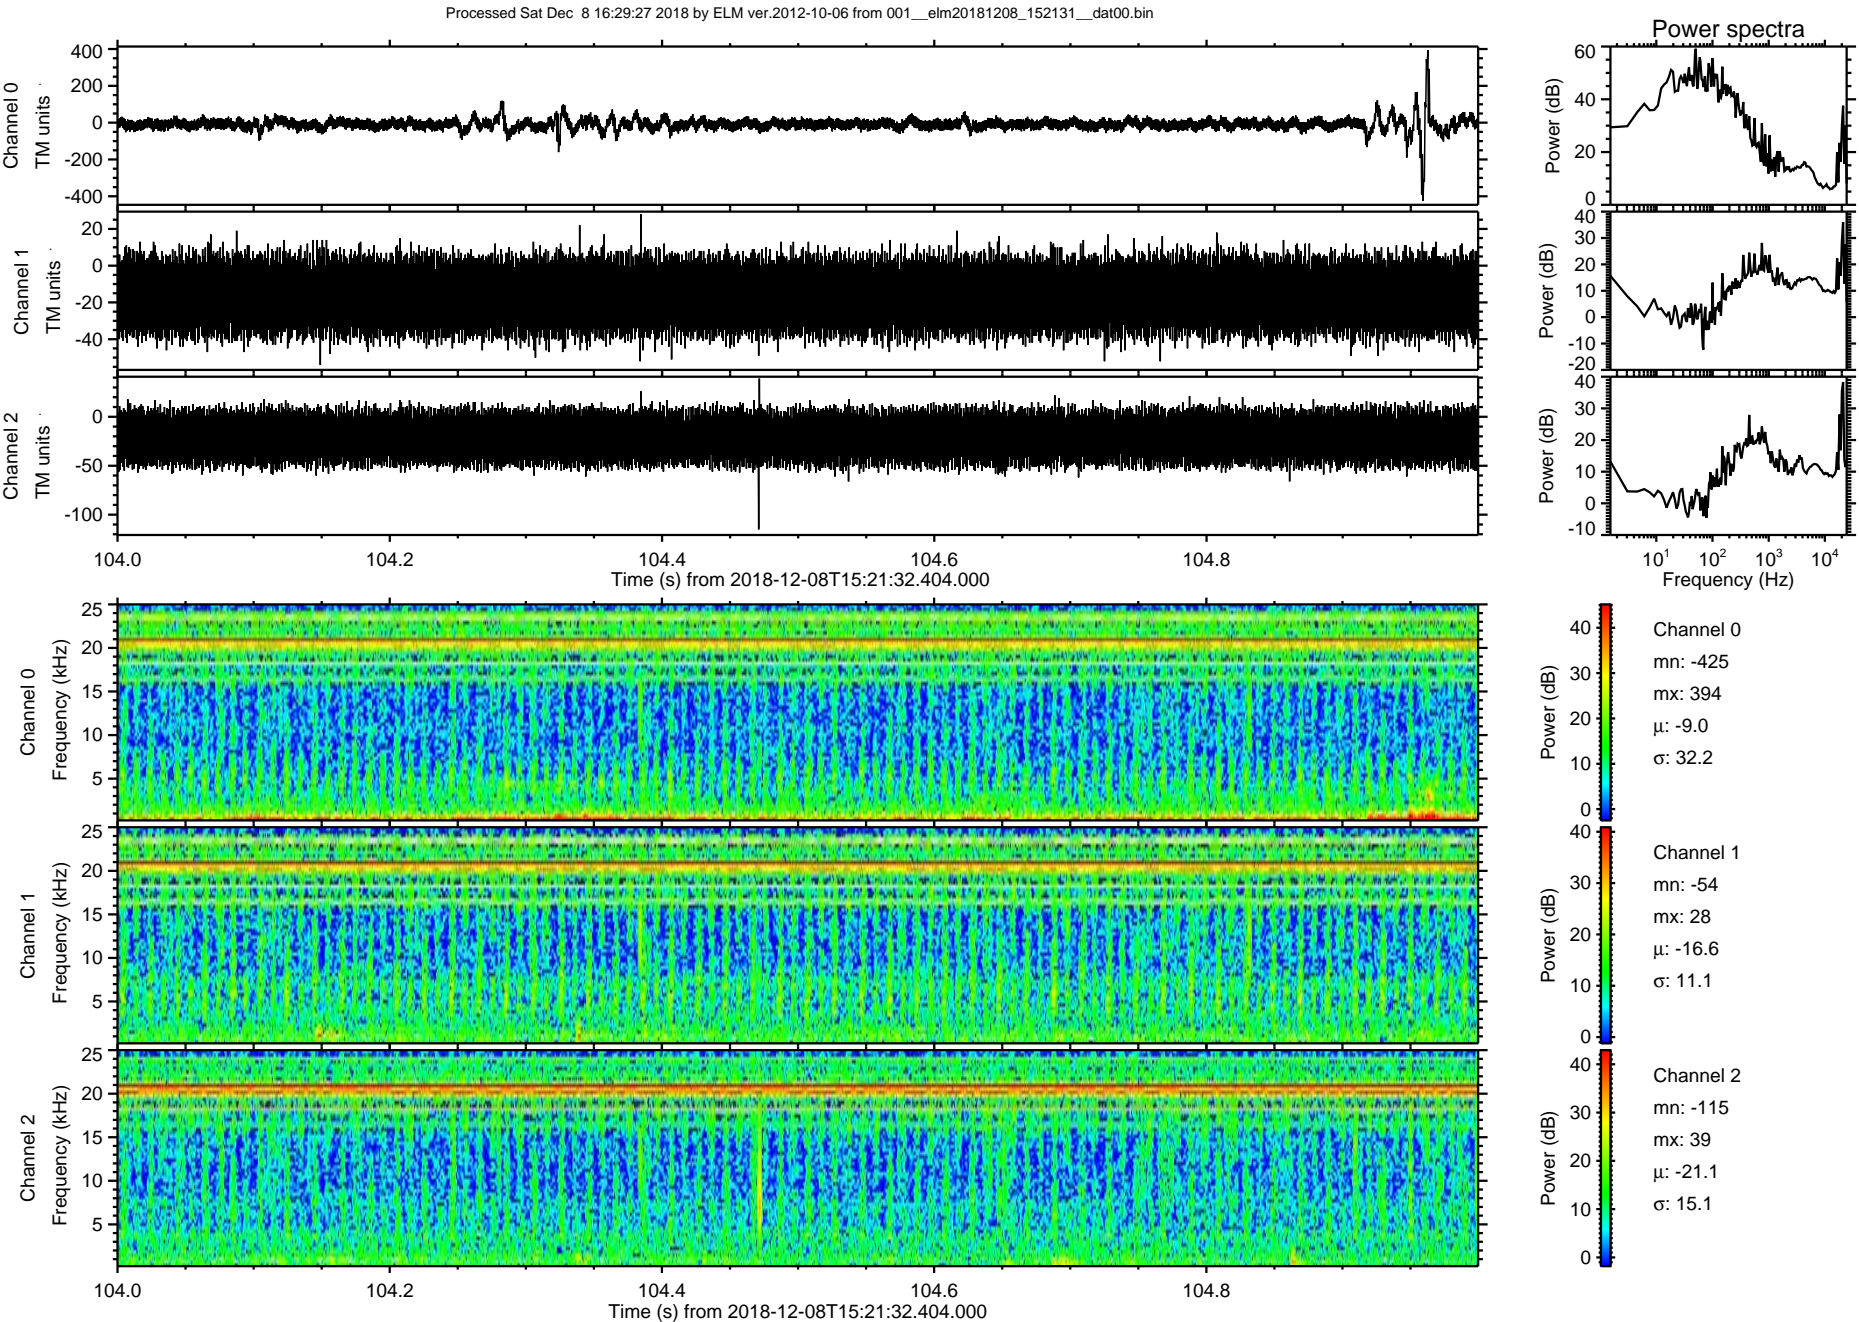 Processed Sat Dec  8 16:29:27 2018 by ELM ver.2012-10-06 from 001__elm20181208_152131__dat00.bin
Power spectra
Channel 0
TM units
400
200
0
-200
-400
Power (dB)
60
40
20
0
Channel 1
TM units
20
0
-20
-40
Power (dB)
40
30
20
10
0
-10
-20
Channel 2
TM units
0
-50
-100
Power (dB)
40
30
20
10
0
-10
104.0 104.2 104.4 104.6 104.8
Time (s) from 2018-12-08T15:21:32.404.000
10¹ 10² 10³ 10⁴
Frequency (Hz)
Channel 0
Frequency (kHz)
25
20
15
10
5
Power (dB)
40
30
20
10
0
Channel 0
mn: -425
mx: 394
μ: -9.0
σ: 32.2
Channel 1
Frequency (kHz)
25
20
15
10
5
Power (dB)
40
30
20
10
0
Channel 1
mn: -54
mx: 28
μ: -16.6
σ: 11.1
Channel 2
Frequency (kHz)
25
20
15
10
5
Power (dB)
40
30
20
10
0
Channel 2
mn: -115
mx: 39
μ: -21.1
σ: 15.1
104.0 104.2 104.4 104.6 104.8
Time (s) from 2018-12-08T15:21:32.404.000